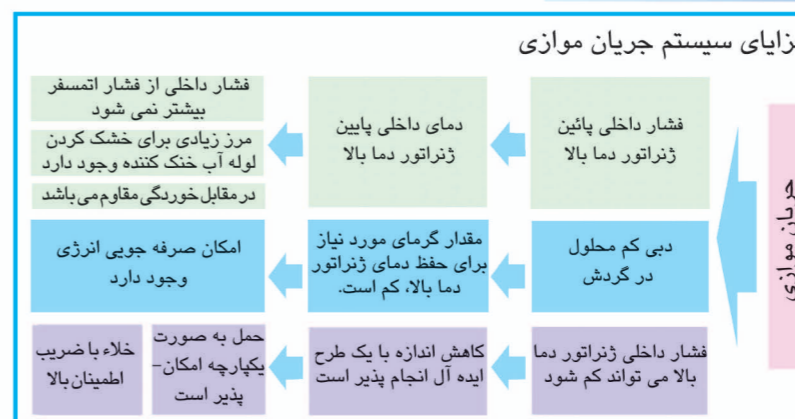 زایای سیستم جریان موازی
جریان موازی
فشار داخلی پائین
ژنراتور دما بالا
دمای داخلی پایین
ژنراتور دما بالا
فشار داخلی از فشار اتمسفر
بیشتر نمی شود
مرز زیادی برای خشک کردن
لوله آب خنک کننده وجود دارد
در مقابل خوردگی مقاوم می باشد
دبی کم محلول
در گردش
مقدار گرمای مورد نیاز
برای حفظ دمای ژنراتور
دما بالا، کم است.
امکان صرفه جویی انرژی
وجود دارد
فشار داخلی ژنراتور دما
بالا می تواند کم شود
کاهش اندازه با یک طرح
ایده آل انجام پذیر است
حمل به صورت
یکپارچه امکان–
پذیر است
خلاء با ضریب
اطمینان بالا